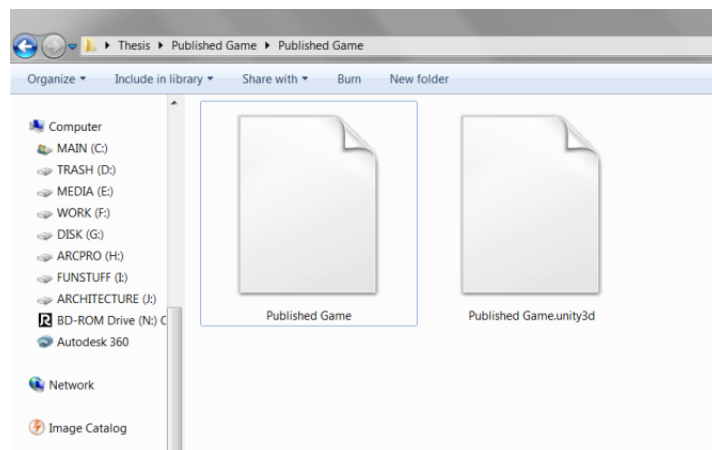 Thesis Published Game Published Game
Organize Include in library Share with Burn New folder
Computer
MAIN (C:)
TRASH (D:)
MEDIA (E:)
WORK (F:)
DISK (G:)
ARCPRO (H:)
FUNSTUFF (I:)
ARCHITECTURE (J:)
BD-ROM Drive (N:) C
Autodesk 360
Network
Image Catalog
Published Game
Published Game.unity3d